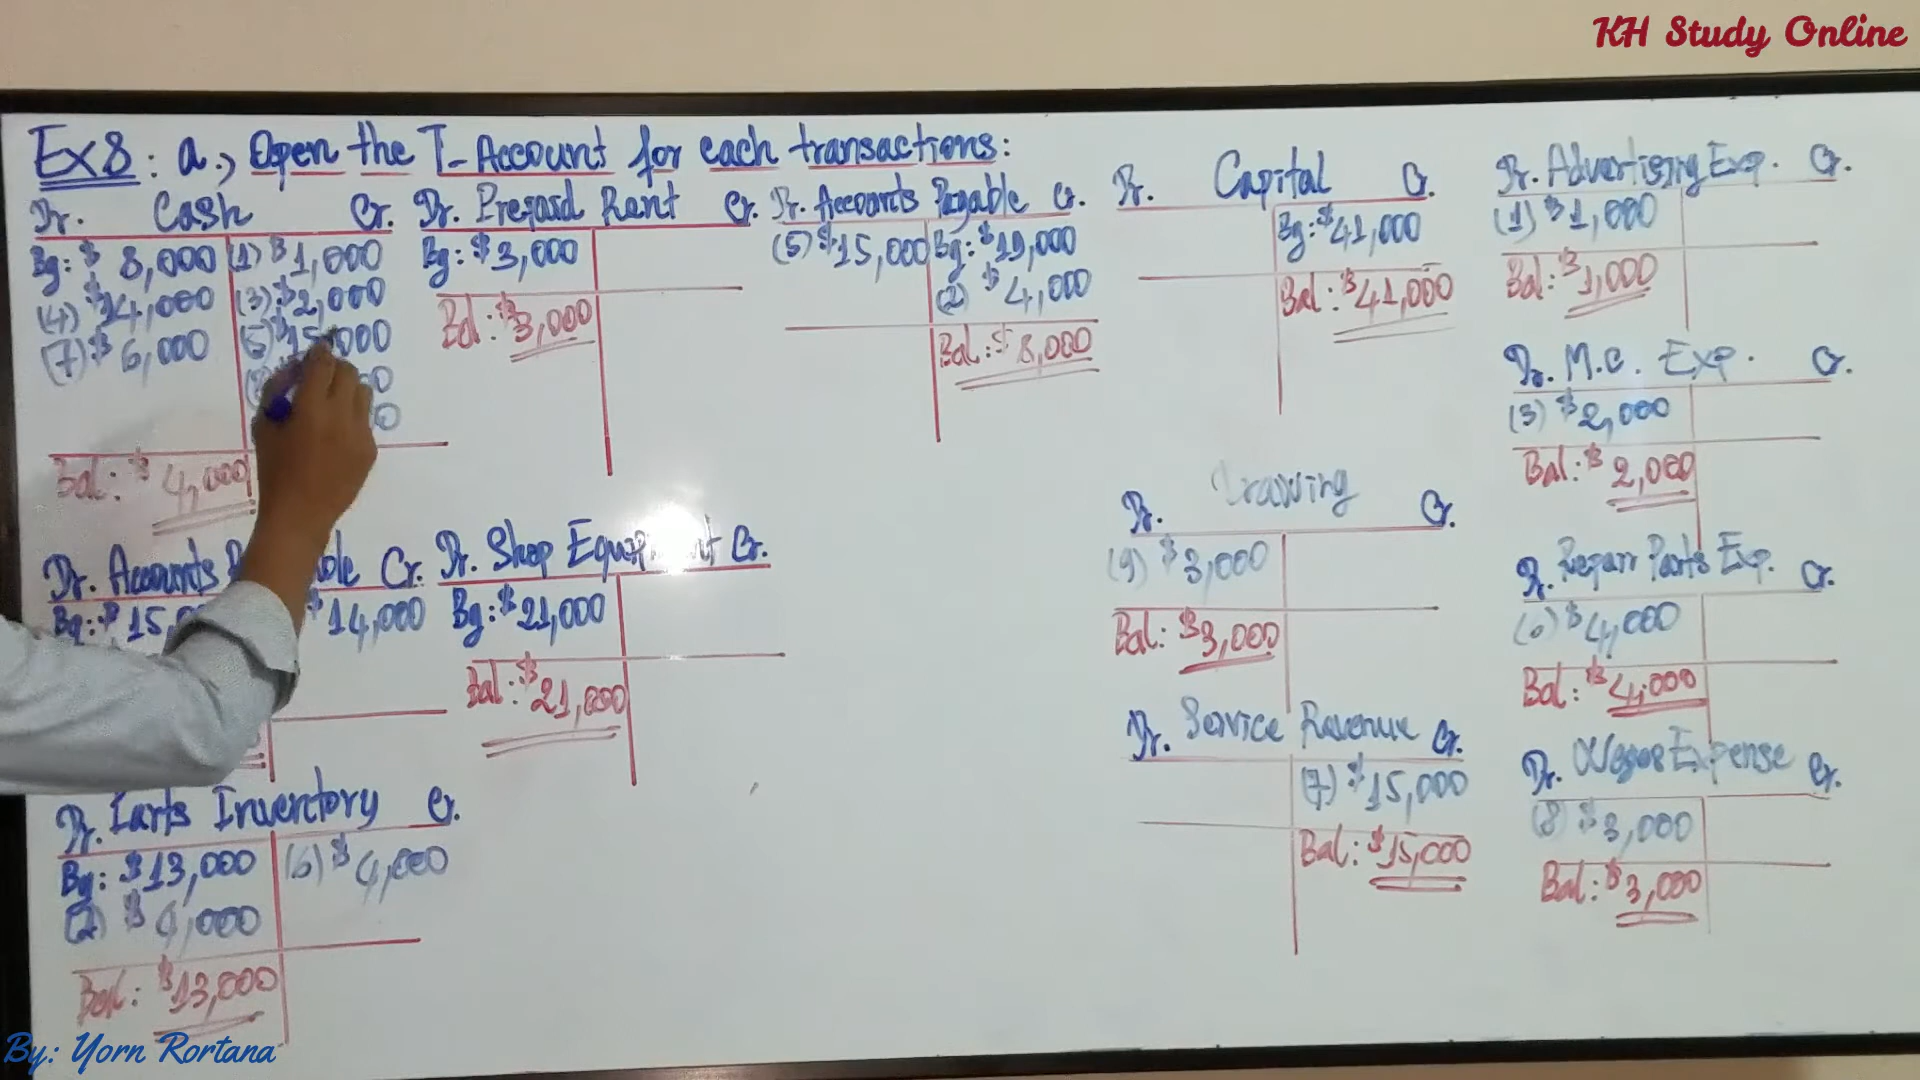 KH Study Online
Ex8: a., Open the T-Account for each transactions:
Dr. Cash Cr.
Bg: $ 8,000 (1) $1,000
(4) $14,000 (3) $2,000
(7) $ 6,000 (5) $15,000
Bal: $ 4,000
Dr. Prepaid Rent Cr.
Bg: $3,000
Bal: $3,000
Dr. Accounts Payable Cr.
(5) $15,000 Bg: $19,000
(2) $4,000
Bal: $8,000
Dr. Capital Cr.
Bg: $41,000
Bal: $41,000
Dr. Advertising Exp. Cr.
(1) $1,000
Bal: $1,000
Dr. M.C. Exp. Cr.
(3) $2,000
Bal: $2,000
Dr. Accounts Cr.
Bg: $15, $14,000
Dr. Shop Equipment Cr.
Bg: $21,000
Bal: $21,000
Dr. Drawing Cr.
(9) $3,000
Bal: $3,000
Dr. Repair Parts Exp. Cr.
(6) $4,000
Bal: $4,000
Dr. Service Revenue Cr.
(7) $15,000
Bal: $15,000
Dr. Wages Expense Cr.
(8) $3,000
Bal: $3,000
Dr. Parts Inventory Cr.
Bg: $13,000 (6) $4,000
(2) $4,000
Bal: $13,000
By: Yorn Rortana